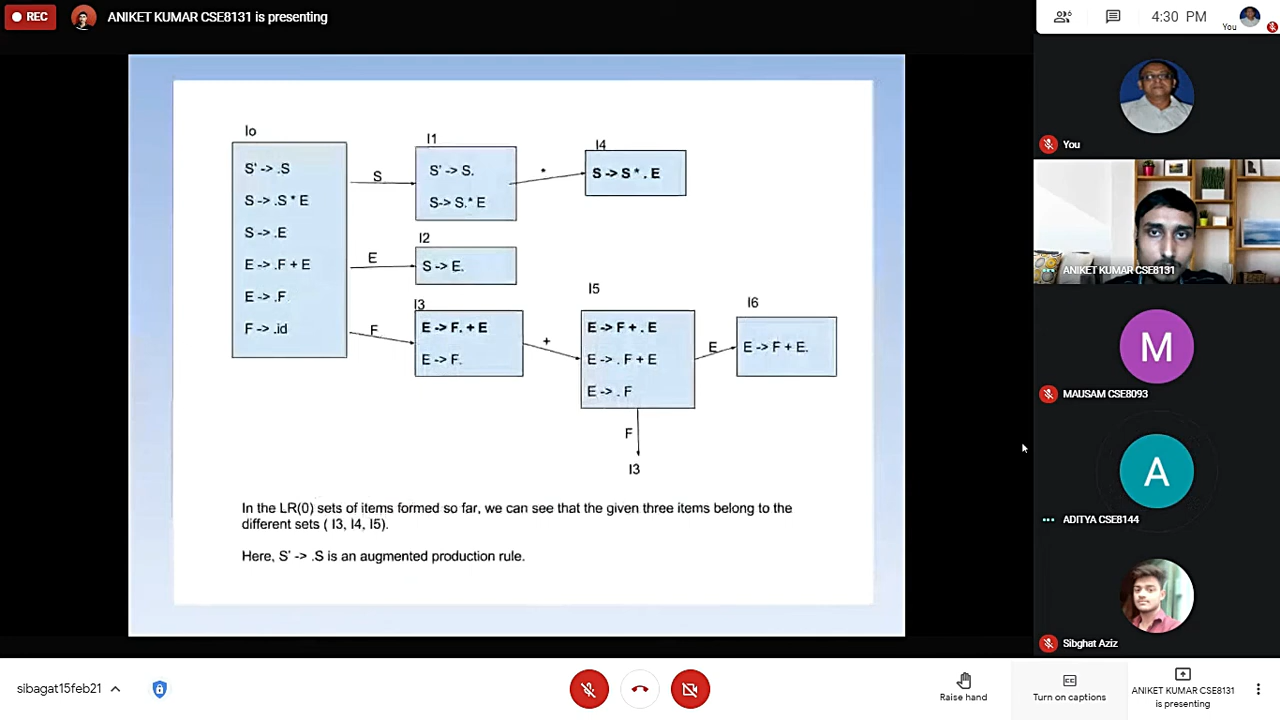 REC
ANIKET KUMAR CSE8131 is presenting
6
4:30 PM
You
Io
S' -> .S
S -> .S * E
S -> .E
E -> .F + E
E -> .F
F -> .id
S
E
F
I1
S' -> S.
S-> S.* E
*
I4
S -> S * . E
I2
S -> E.
I3
E -> F. + E
E -> F.
+
I5
E -> F + . E
E -> . F + E
E -> . F
E
I6
E -> F + E.
F
I3
In the LR(0) sets of items formed so far, we can see that the given three items belong to the
different sets ( I3, I4, I5).
Here, S' -> .S is an augmented production rule.
You
ANIKET KUMAR CSE8131
M
MAUSAM CSE8093
A
ADITYA CSE8144
Sibghat Aziz
sibagat15feb21
Raise hand
Turn on captions
ANIKET KUMAR CSE8131
is presenting